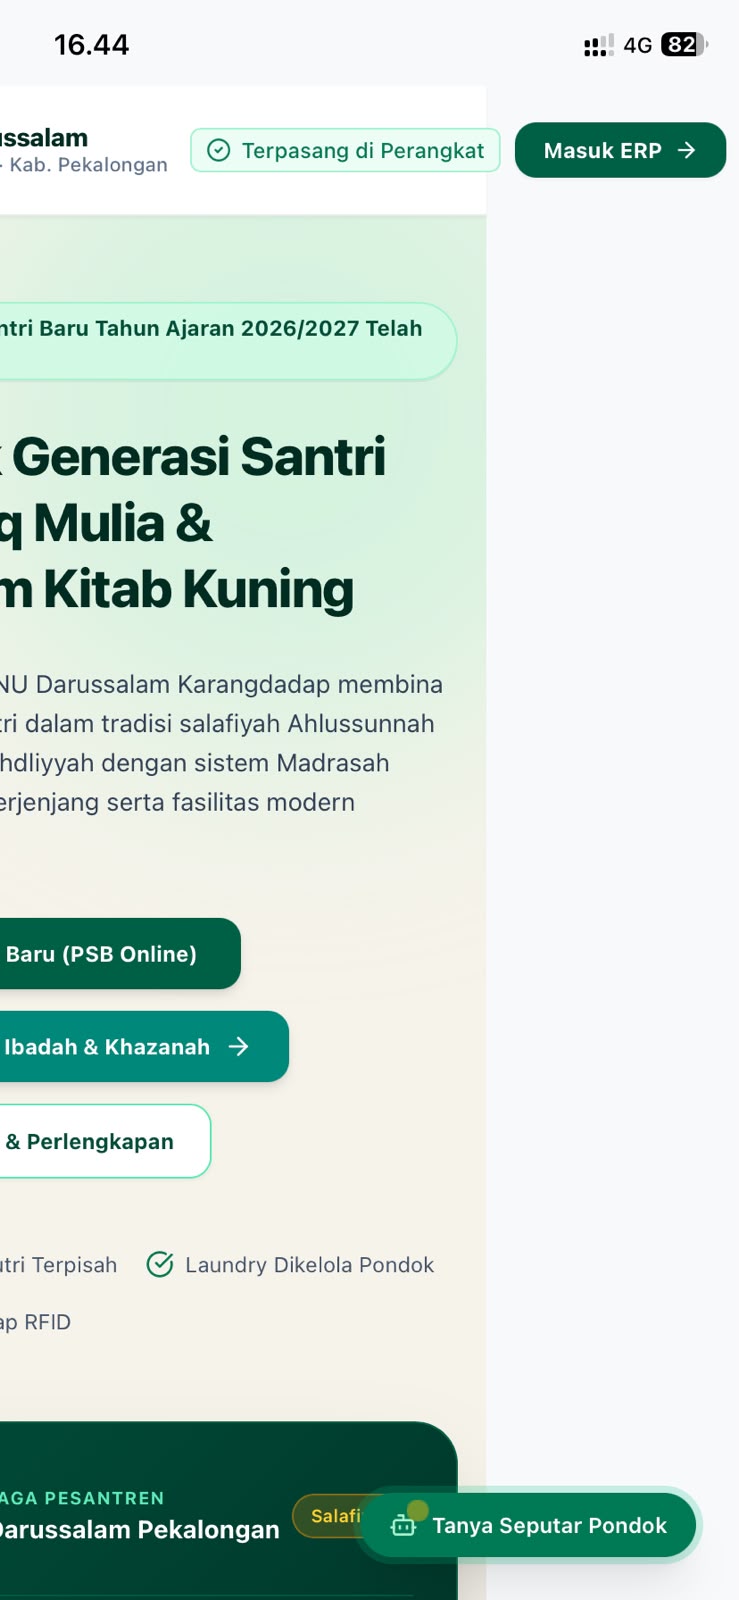 16.44
4G 82
ssalam
Kab. Pekalongan
Terpasang di Perangkat
Masuk ERP
ntri Baru Tahun Ajaran 2026/2027 Telah
Generasi Santri
q Mulia &
m Kitab Kuning
NU Darussalam Karangdadap membina
tri dalam tradisi salafiyah Ahlussunnah
hdliyyah dengan sistem Madrasah
erjenjang serta fasilitas modern
Baru (PSB Online)
Ibadah & Khazanah
& Perlengkapan
utri Terpisah
Laundry Dikelola Pondok
ap RFID
AGA PESANTREN
Darussalam Pekalongan
Salafi
Tanya Seputar Pondok